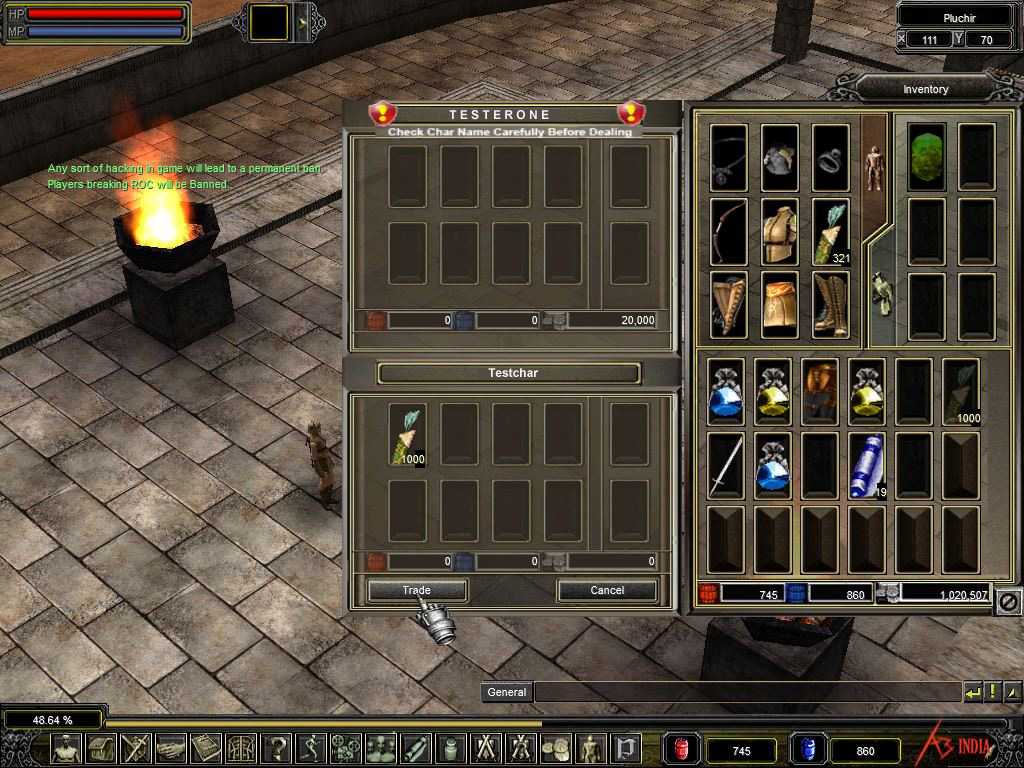 HP
MP
Pluchir
X 111 Y 70
Inventory
TESTERONE
Check Char Name Carefully Before Dealing
Any sort of hacking in game will lead to a permanent ban.
Players breaking ROC will be Banned.
321
0 0 20,000
Testchar
1000
1000
19
0 0 0
Trade Cancel
745 860 1,020,507
General
48.64 %
745 860
A3 INDIA